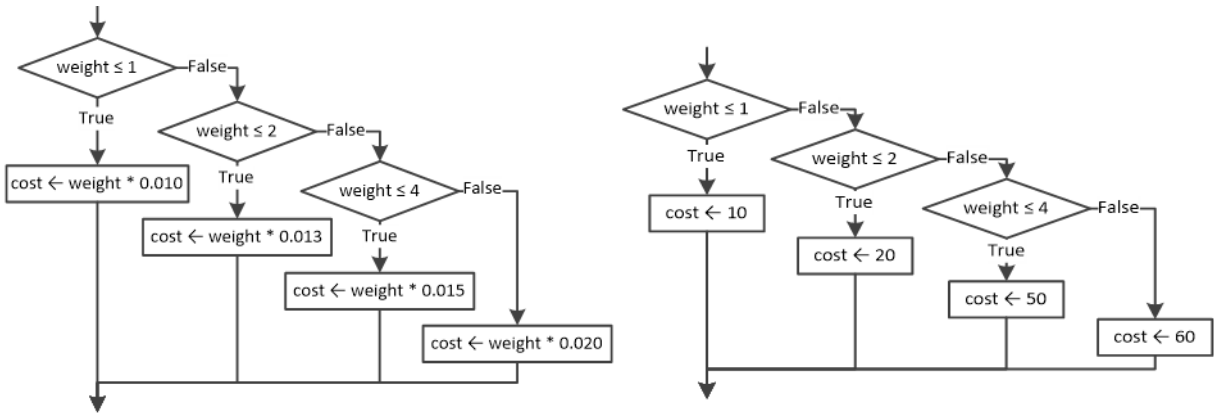 weight ≤ 1
False
True
cost ← weight * 0.010
weight ≤ 2
False
True
cost ← weight * 0.013
weight ≤ 4
False
True
cost ← weight * 0.015
cost ← weight * 0.020
weight ≤ 1
False
True
cost ← 10
weight ≤ 2
False
True
cost ← 20
weight ≤ 4
False
True
cost ← 50
cost ← 60